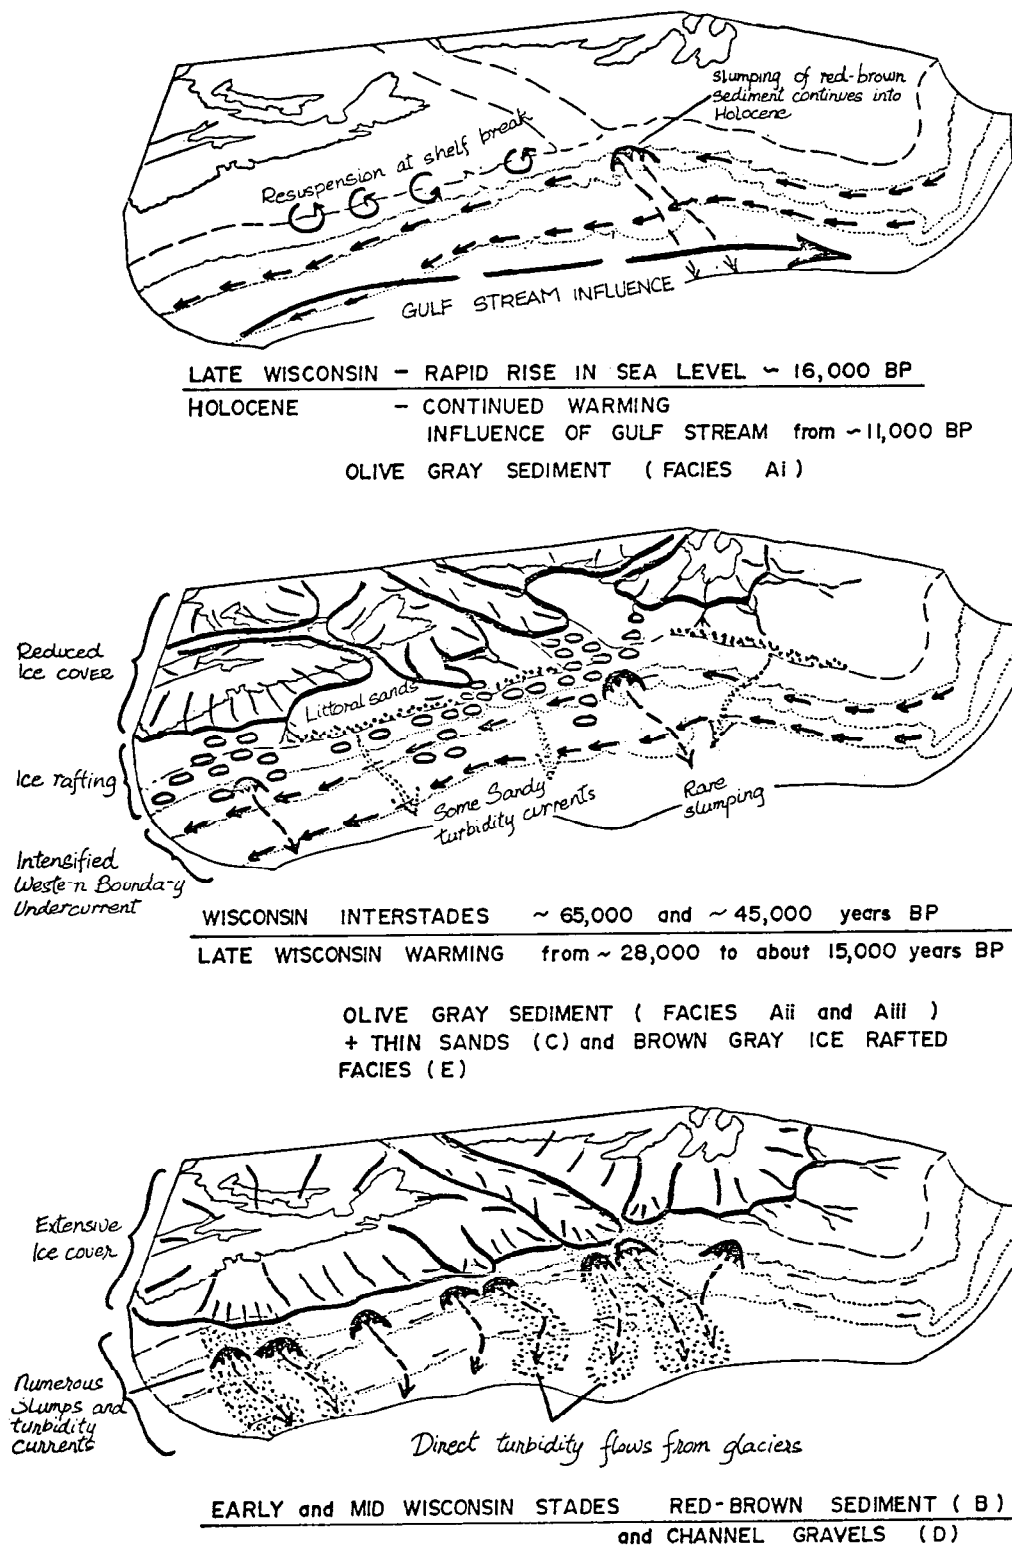 slumping of red-brown
sediment continues into
Holocene
Resuspension at shelf break
GULF STREAM INFLUENCE
LATE WISCONSIN – RAPID RISE IN SEA LEVEL ~ 16,000 BP
HOLOCENE – CONTINUED WARMING
INFLUENCE OF GULF STREAM from ~11,000 BP
OLIVE GRAY SEDIMENT ( FACIES Ai )
Reduced
Ice cover
Littoral sands
Ice rafting
Some Sandy
turbidity currents
Rare
slumping
Intensified
Weste-n Bounda-y
Undercurrent
WISCONSIN INTERSTADES ~ 65,000 and ~ 45,000 years BP
LATE WISCONSIN WARMING from ~ 28,000 to about 15,000 years BP
OLIVE GRAY SEDIMENT ( FACIES Aii and Aiii )
+ THIN SANDS (C) and BROWN GRAY ICE RAFTED
FACIES (E)
Extensive
Ice cover
Numerous
Slumps and
turbidity
Currents
Direct turbidity flows from glaciers
EARLY and MID WISCONSIN STADES RED-BROWN SEDIMENT ( B )
and CHANNEL GRAVELS (D)